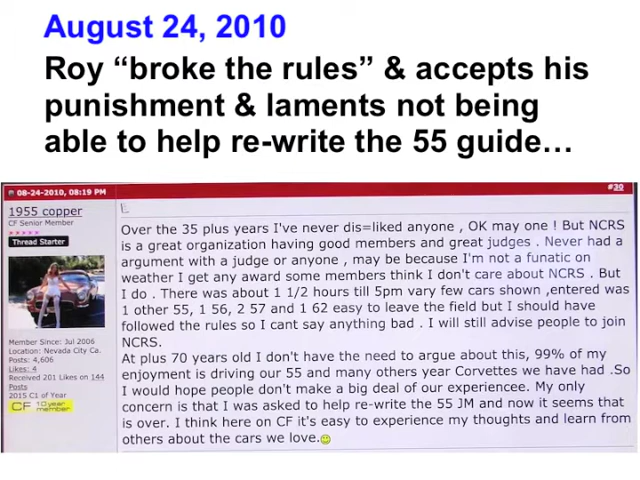 August 24, 2010
Roy “broke the rules” & accepts his
punishment & laments not being
able to help re-write the 55 guide…
08-24-2010, 08:19 PM
#20
1955 copper
CF Senior Member
Thread Starter
Member Since: Jul 2006
Location: Nevada City Ca.
Posts: 4,606
Likes: 4
Received 201 Likes on 144
Posts
2015 C1 of Year
CF 10 year
member
Over the 35 plus years I've never dis=liked anyone , OK may one ! But NCRS
is a great organization having good members and great judges . Never had a
argument with a judge or anyone , may be because I'm not a funatic on
weather I get any award some members think I don't care about NCRS . But
I do . There was about 1 1/2 hours till 5pm vary few cars shown ,entered was
1 other 55, 1 56, 2 57 and 1 62 easy to leave the field but I should have
followed the rules so I cant say anything bad . I will still advise people to join
NCRS.
At plus 70 years old I don't have the need to argue about this, 99% of my
enjoyment is driving our 55 and many others year Corvettes we have had .So
I would hope people don't make a big deal of our experiencee. My only
concern is that I was asked to help re-write the 55 JM and now it seems that
is over. I think here on CF it's easy to experience my thoughts and learn from
others about the cars we love.